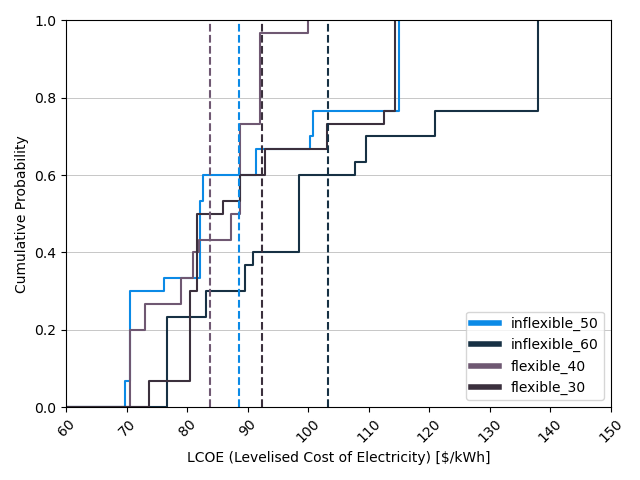 1.0
0.8
0.6
0.4
0.2
0.0
Cumulative Probability
60
70
80
90
100
110
120
130
140
150
LCOE (Levelised Cost of Electricity) [$/kWh]
inflexible_50
inflexible_60
flexible_40
flexible_30